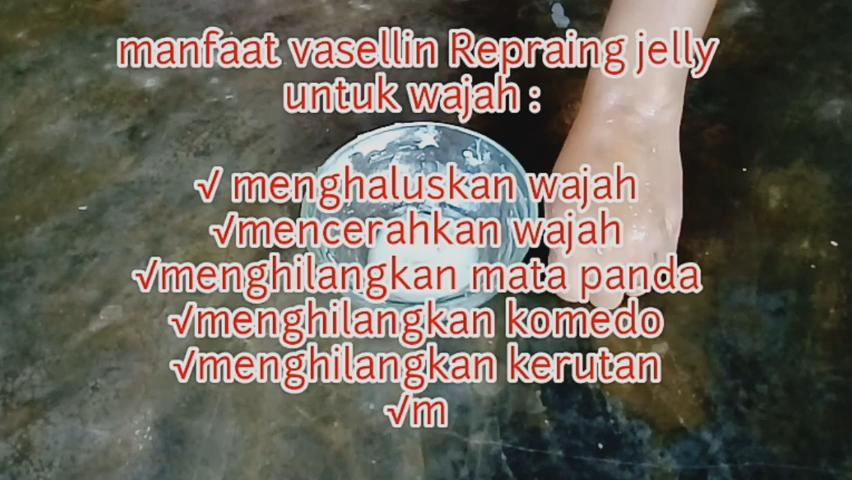 manfaat vasellin Repraing jelly
untuk wajah :
√ menghaluskan wajah
√mencerahkan wajah
√menghilangkan mata panda
√menghilangkan komedo
√menghilangkan kerutan
√m